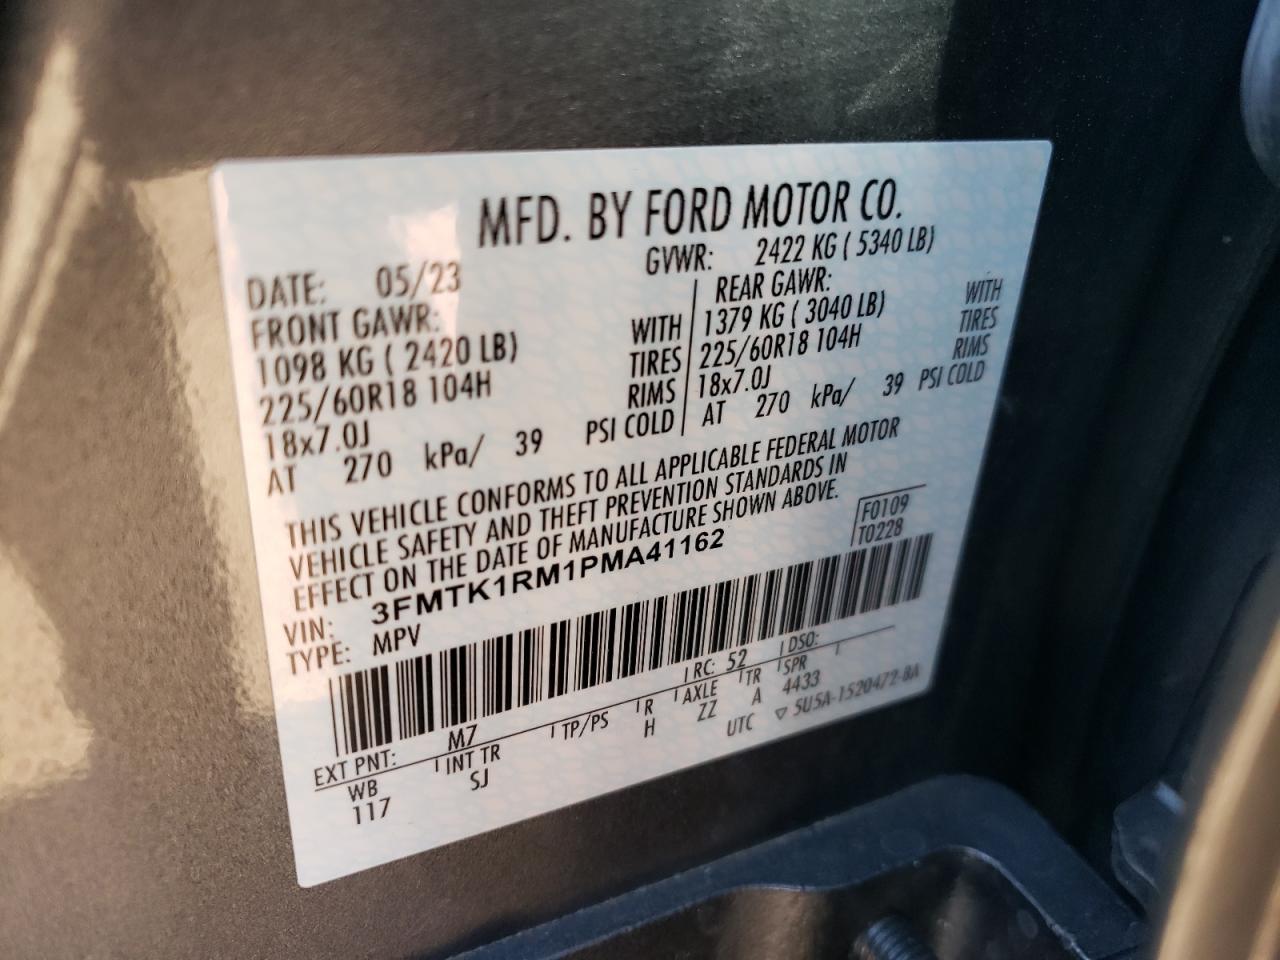 MFD. BY FORD MOTOR CO.
DATE: 05/23 GVWR: 2422 KG ( 5340 LB)
FRONT GAWR: REAR GAWR:
1098 KG ( 2420 LB) WITH 1379 KG ( 3040 LB) WITH
225/60R18 104H TIRES 225/60R18 104H TIRES
18x7.0J RIMS 18x7.0J RIMS
AT 270 kPa/ 39 PSI COLD AT 270 kPa/ 39 PSI COLD
THIS VEHICLE CONFORMS TO ALL APPLICABLE FEDERAL MOTOR
VEHICLE SAFETY AND THEFT PREVENTION STANDARDS IN
EFFECT ON THE DATE OF MANUFACTURE SHOWN ABOVE.
F0109
VIN: 3FMTK1RM1PMA41162 T0228
TYPE: MPV
EXT PNT: M7 RC: 52 DSO:
WB INT TR TP/PS R AXLE TR SPR
117 SJ H ZZ A 4433
UTC ▽ 5U5A-1520472-BA